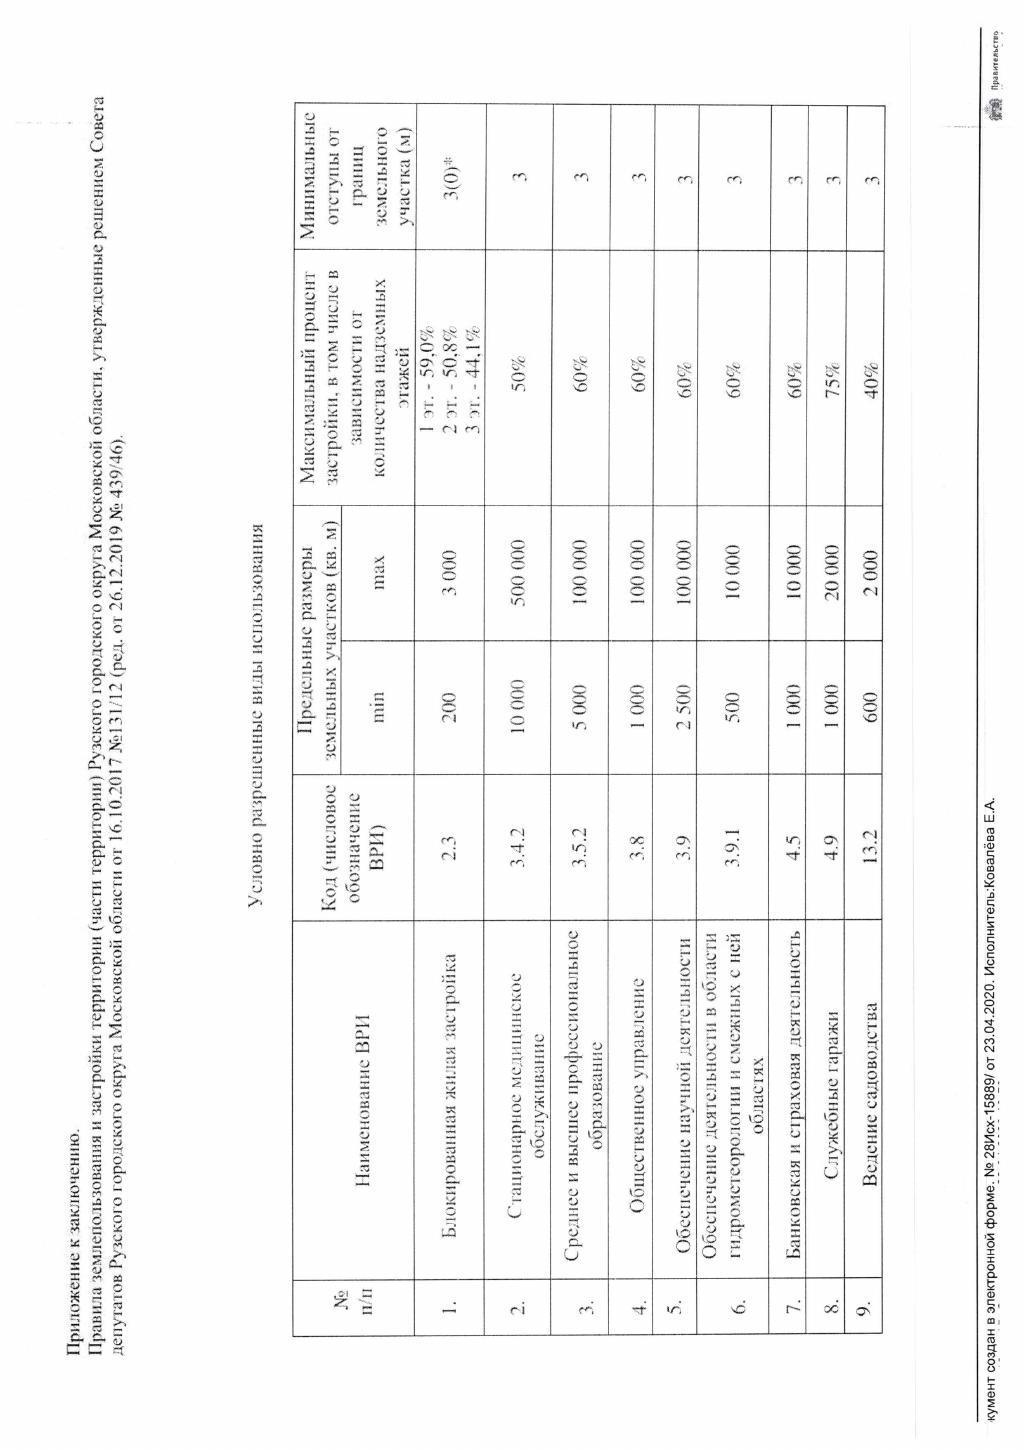 Приложение к заключению.
Правила землепользования и застройки территории (части территории) Рузского городского округа Московской области, утвержденные решением Совета
депутатов Рузского городского округа Московской области от 16.10.2017 №131/12 (ред. от 26.12.2019 № 439/46).
Условно разрешенные виды использования
№
п/п
Наименование ВРИ
Код (числовое
обозначение
ВРИ)
Предельные размеры
земельных участков (кв. м)
min
max
Максимальный процент
застройки, в том числе в
зависимости от
количества надземных
этажей
Минимальные
отступы от
границ
земельного
участка (м)
1.
Блокированная жилая застройка
2.3
200
3 000
1 эт. - 59,0%
2 эт. - 50,8%
3 эт. - 44,1%
3(0)*
2.
Стационарное медицинское
обслуживание
3.4.2
10 000
500 000
50%
3
3.
Среднее и высшее профессиональное
образование
3.5.2
5 000
100 000
60%
3
4.
Общественное управление
3.8
1 000
100 000
60%
3
5.
Обеспечение научной деятельности
3.9
2 500
100 000
60%
3
6.
Обеспечение деятельности в области
гидрометеорологии и смежных с ней
областях
3.9.1
500
10 000
60%
3
7.
Банковская и страховая деятельность
4.5
1 000
10 000
60%
3
8.
Служебные гаражи
4.9
1 000
20 000
75%
3
9.
Ведение садоводства
13.2
600
2 000
40%
3
кумент создан в электронной форме. № 28Исх-15889/ от 23.04.2020. Исполнитель:Ковалёва Е.А.
Правительство